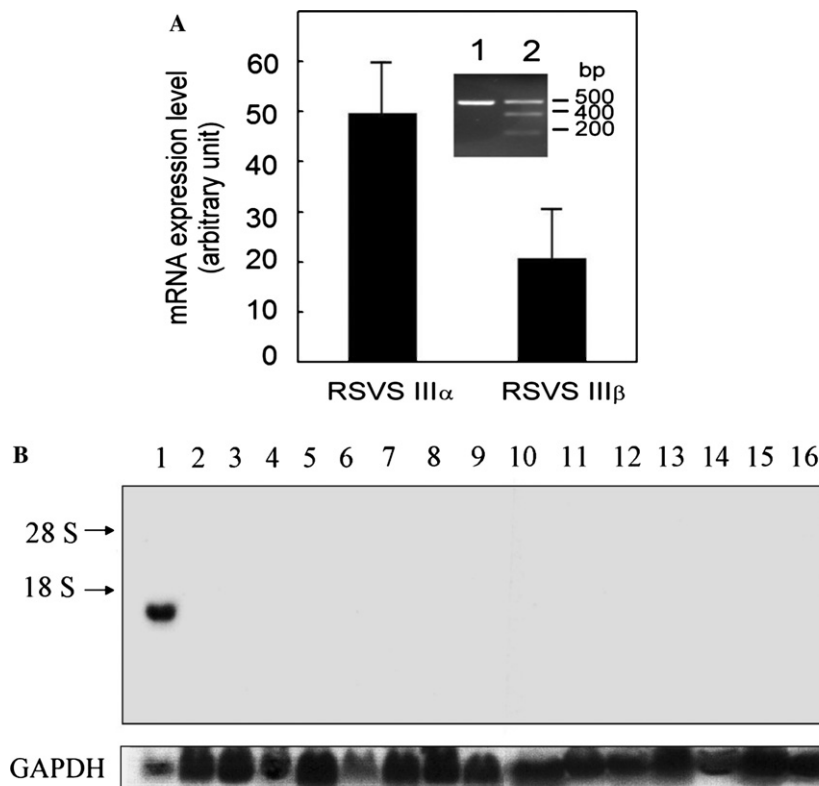 A
mRNA expression level
(arbitrary unit)
60
50
40
30
20
10
0
1 2
bp
500
400
200
RSVS IIIα RSVS IIIβ
B
1 2 3 4 5 6 7 8 9 10 11 12 13 14 15 16
28 S
18 S
GAPDH